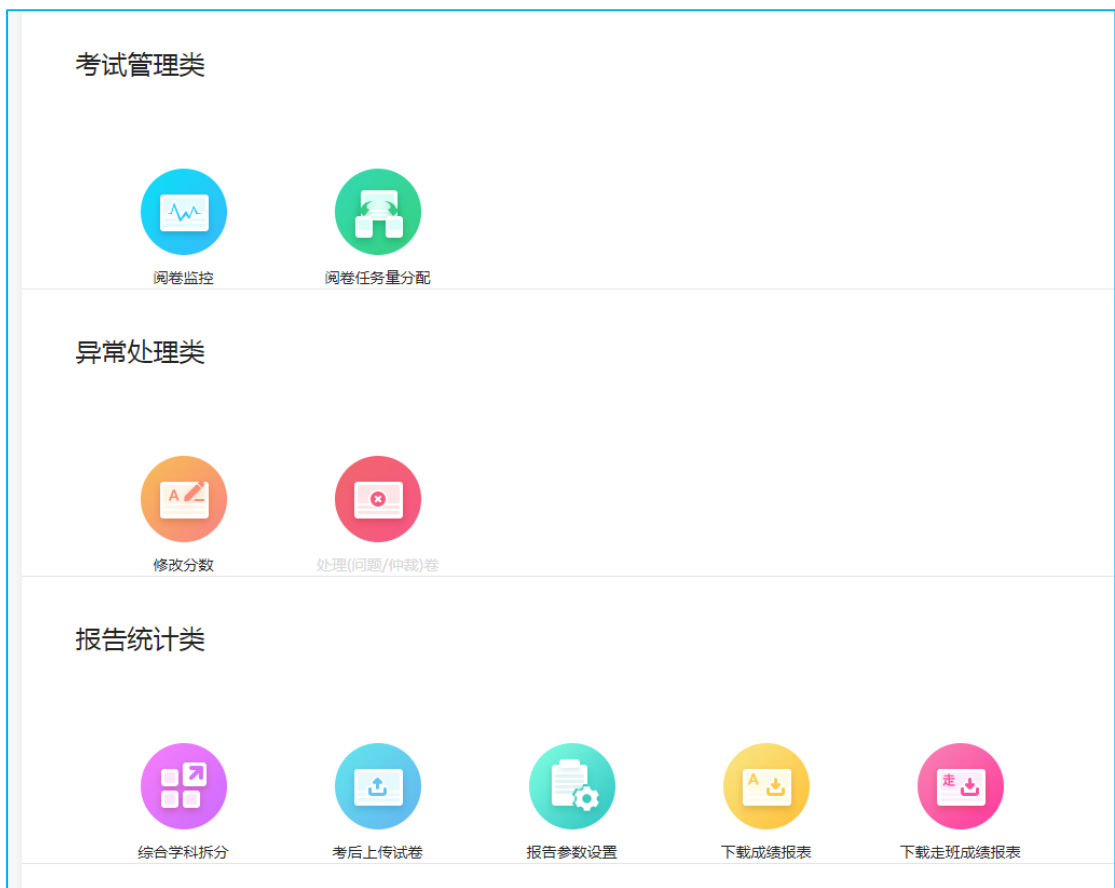 考试管理类
阅卷监控
阅卷任务量分配
异常处理类
A
修改分数
处理(问题/仲裁)卷
报告统计类
A
走
综合学科拆分
考后上传试卷
报告参数设置
下载成绩报表
下载走班成绩报表